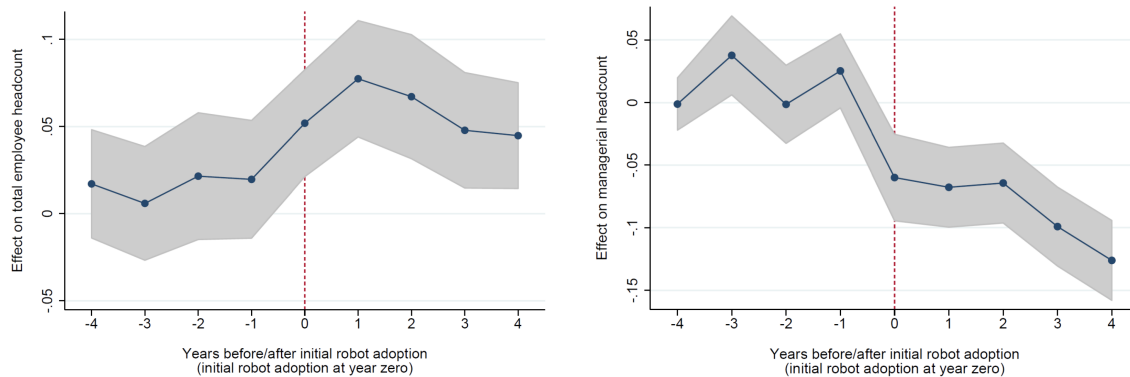 Effect on total employee headcount
.1
.05
0
-.05
-4 -3 -2 -1 0 1 2 3 4
Years before/after initial robot adoption
(initial robot adoption at year zero)
Effect on managerial headcount
.05
0
-.05
-.1
-.15
-4 -3 -2 -1 0 1 2 3 4
Years before/after initial robot adoption
(initial robot adoption at year zero)